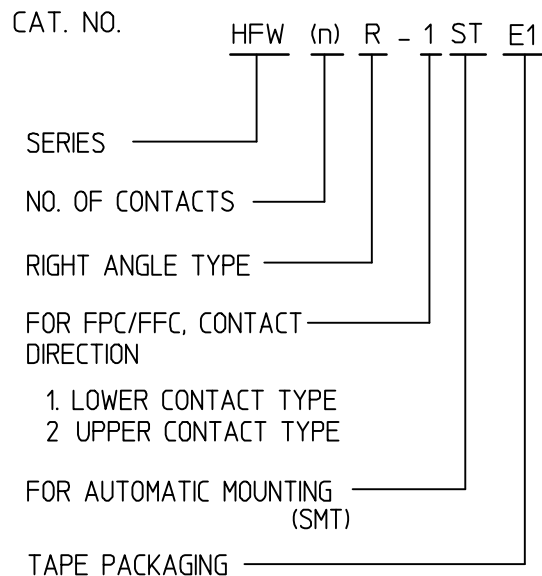 CAT. NO.
HFW (n) R - 1 ST E1
SERIES
NO. OF CONTACTS
RIGHT ANGLE TYPE
FOR FPC/FFC, CONTACT
DIRECTION
1. LOWER CONTACT TYPE
2 UPPER CONTACT TYPE
FOR AUTOMATIC MOUNTING
(SMT)
TAPE PACKAGING